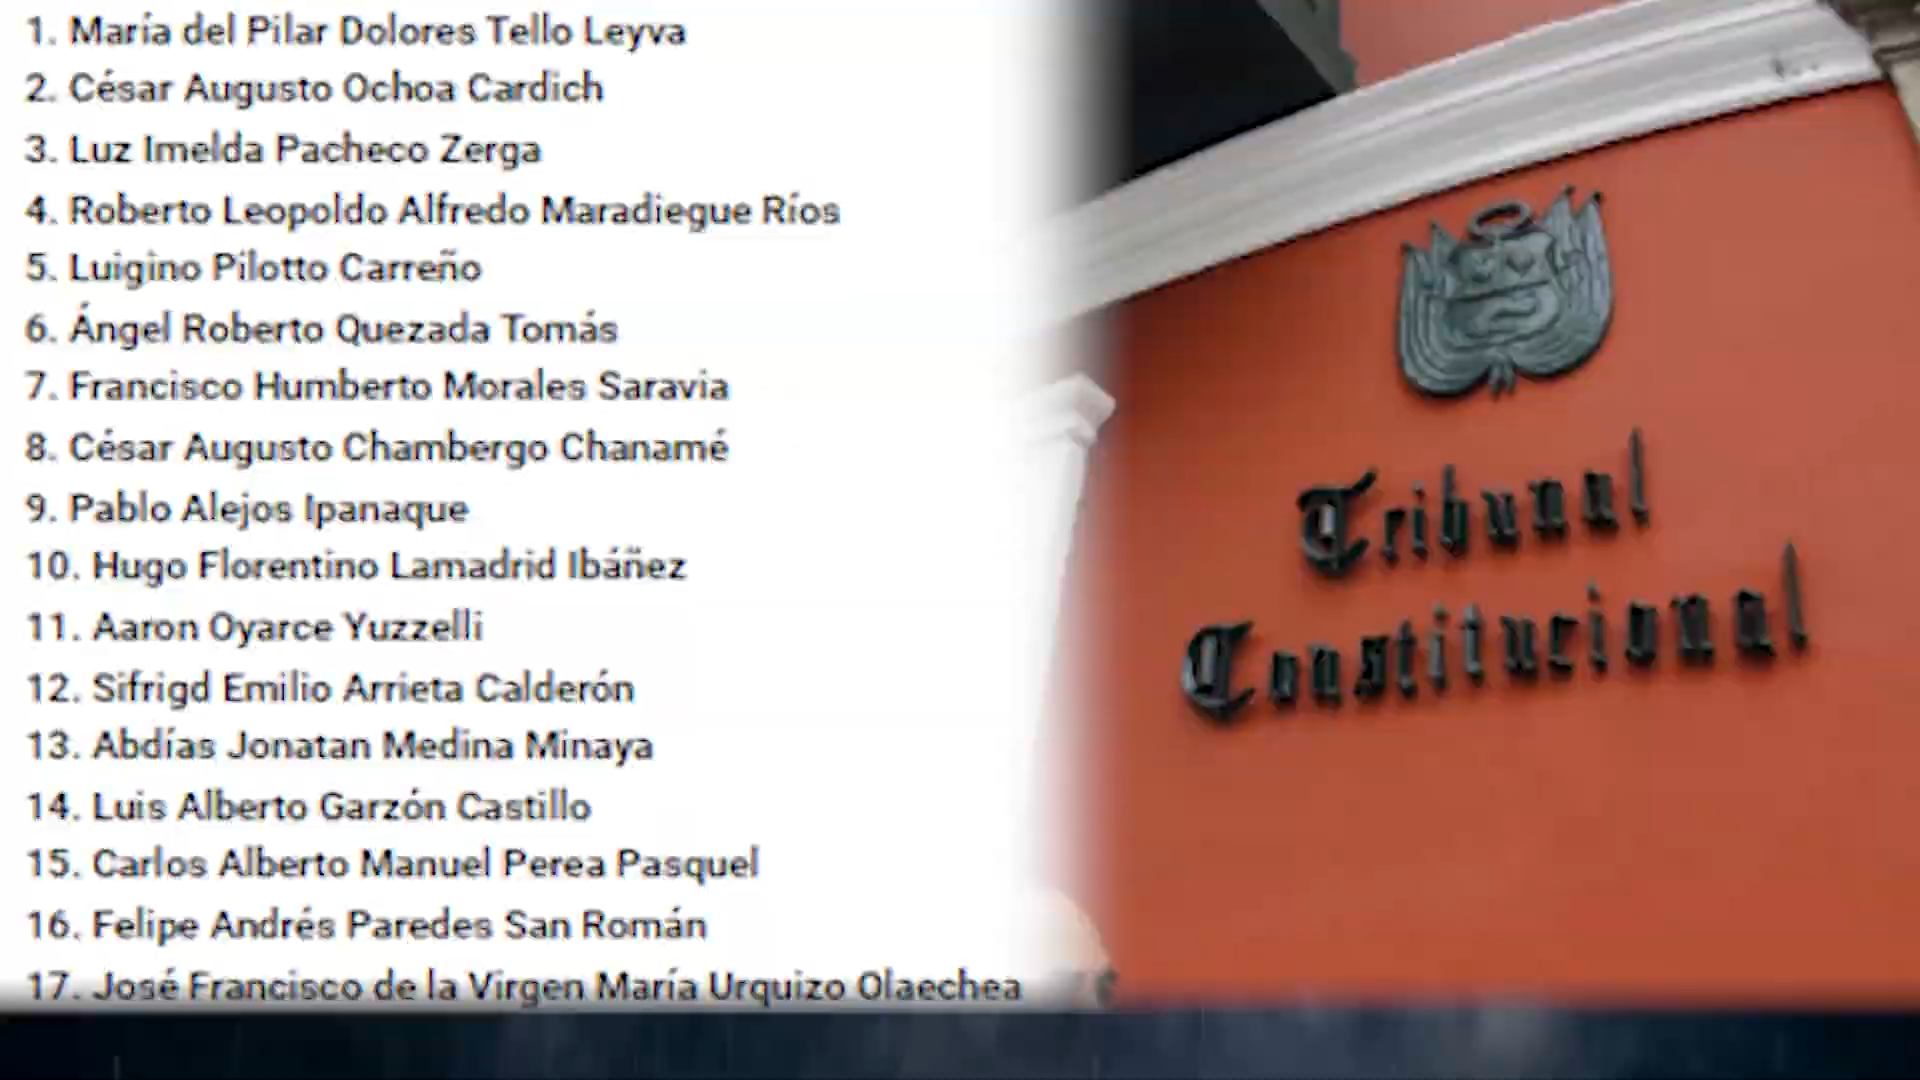 1. María del Pilar Dolores Tello Leyva
2. César Augusto Ochoa Cardich
3. Luz Imelda Pacheco Zerga
4. Roberto Leopoldo Alfredo Maradiegue Ríos
5. Luigino Pilotto Carreño
6. Ángel Roberto Quezada Tomás
7. Francisco Humberto Morales Saravia
8. César Augusto Chambergo Chanamé
9. Pablo Alejos Ipanaque
10. Hugo Florentino Lamadrid Ibáñez
11. Aaron Oyarce Yuzzelli
12. Sifrigd Emilio Arrieta Calderón
13. Abdías Jonatan Medina Minaya
14. Luis Alberto Garzón Castillo
15. Carlos Alberto Manuel Perea Pasquel
16. Felipe Andrés Paredes San Román
17. José Francisco de la Virgen María Urquizo Olaechea
Tribunal
Constitucional